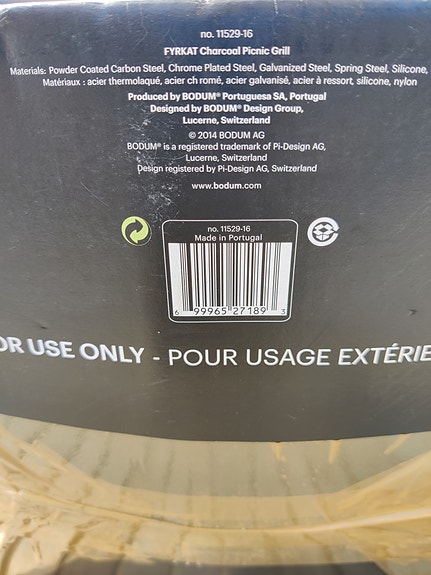 no. 11529-16
FYRKAT Charcoal Picnic Grill
Materials: Powder Coated Carbon Steel, Chrome Plated Steel, Galvanized Steel, Spring Steel, Silicone,
Matériaux : acier thermolaqué, acier ch romé, acier galvanisé, acier à ressort, silicone, nylon
Produced by BODUM® Portuguesa SA, Portugal
Designed by BODUM® Design Group,
Lucerne, Switzerland
© 2014 BODUM AG
BODUM® is a registered trademark of Pi-Design AG,
Lucerne, Switzerland
Design registered by Pi-Design AG, Switzerland
www.bodum.com
no. 11529-16
Made in Portugal
6 99965 27189 3
OR USE ONLY - POUR USAGE EXTÉRIE